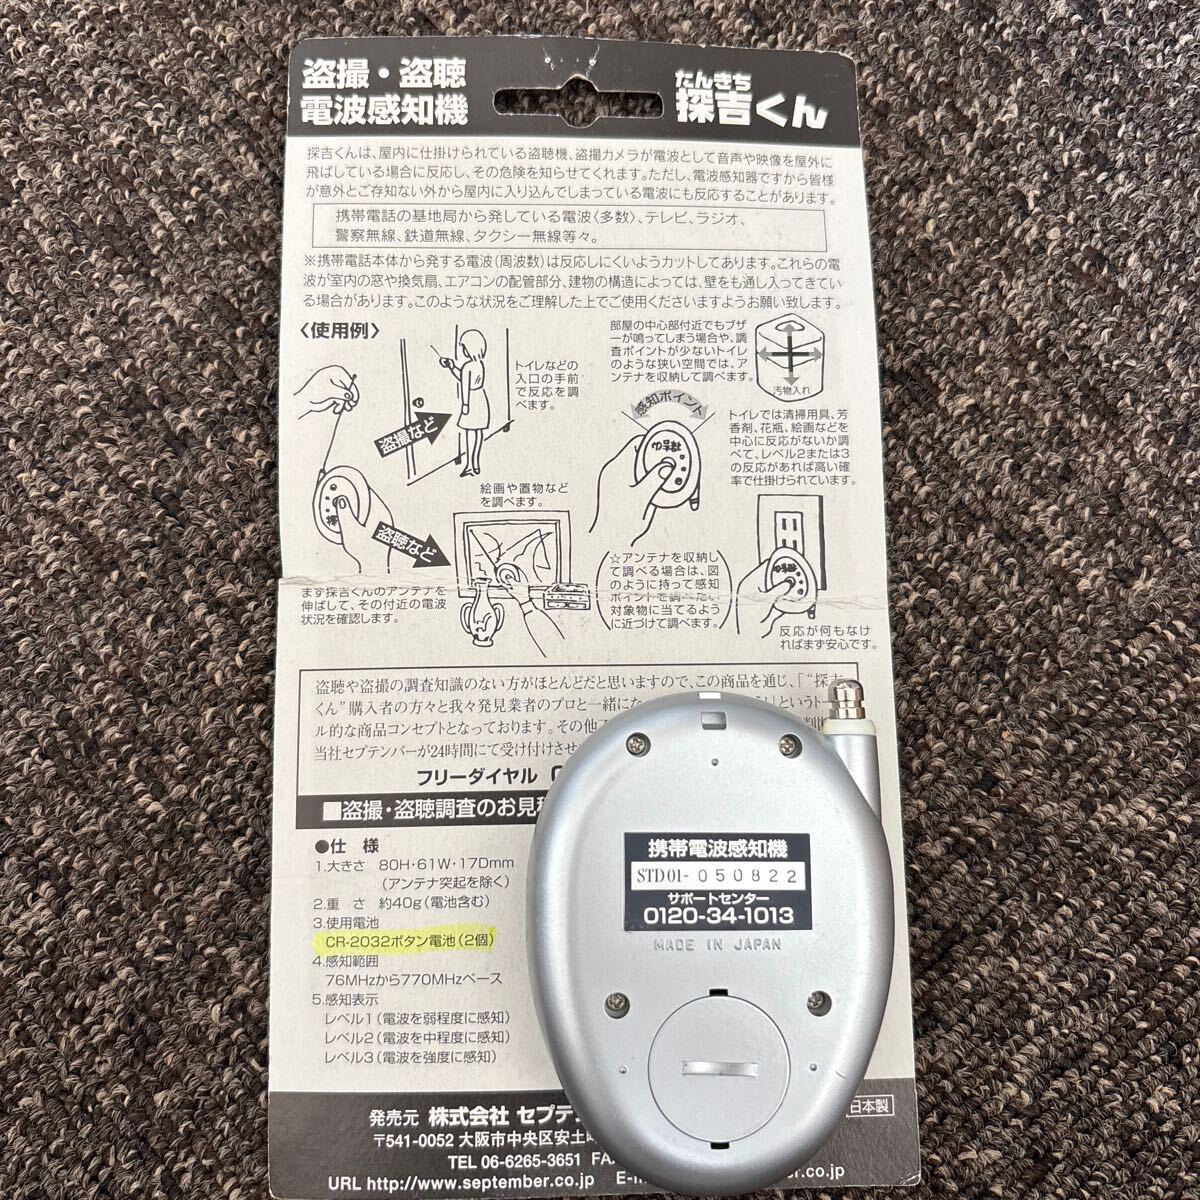 盗撮・盗聴
電波感知機
たんきち
探吉くん
探吉くんは、屋内に仕掛けられている盗聴機、盗撮カメラが電波として音声や映像を屋外に
飛ばしている場合に反応し、その危険を知らせてくれます。ただし、電波感知器ですから皆様
が意外とご存知ない外から屋内に入り込んでしまっている電波にも反応することがあります。
携帯電話の基地局から発している電波(多数)、テレビ、ラジオ、
警察無線、鉄道無線、タクシー無線等々。
※携帯電話本体から発する電波(周波数)は反応しにくいようカットしてあります。これらの電
波が室内の窓や換気扇、エアコンの配管部分、建物の構造によっては、壁をも通し入ってきてい
る場合があります。このような状況をご理解した上でご使用くださいますようお願い致します。
〈使用例〉
トイレなどの
入口の手前
で反応を調
べます。
盗撮など
盗聴など
まず探吉くんのアンテナを
伸ばして、その付近の電波
状況を確認します。
絵画や置物など
を調べます。
部屋の中心部付近でもブザ
ーが鳴ってしまう場合や、調
査ポイントが少ないトイレ
のような狭い空間では、ア
ンテナを収納して調べます。
汚物入れ
感知ポイント
トイレでは清掃用具、芳
香剤、花瓶、絵画などを
中心に反応がないか調
べて、レベル2または3
の反応があれば高い確
率で仕掛けられています。
☆アンテナを収納し
て調べる場合は、図
のように持って感知
ポイントを調べたい
対象物に当てるよう
に近づけて調べます。
反応が何もなけ
ればまず安心です。
盗聴や盗撮の調査知識のない方がほとんどだと思いますので、この商品を通じ、「“探吉
くん”購入者の方々と我々発見業者のプロと一緒にな
」というトー
ル的な商品コンセプトとなっております。その他
判断
当社セプテンバーが24時間にて受け付けさせ
フリーダイヤル
■盗撮・盗聴調査のお見積
●仕 様
1.大きさ 80H・61W・17Dmm
(アンテナ突起を除く)
2.重 さ 約40g(電池含む)
3.使用電池
CR-2032ボタン電池(2個)
4.感知範囲
76MHzから770MHzベース
5.感知表示
レベル1(電波を弱程度に感知)
レベル2(電波を中程度に感知)
レベル3(電波を強度に感知)
発売元 株式会社 セプテン
日本製
〒541-0052 大阪市中央区安土町
TEL 06-6265-3651 FAX
URL http://www.september.co.jp E-m
er.co.jp
携帯電波感知機
STD01-050822
サポートセンター
0120-34-1013
MADE IN JAPAN